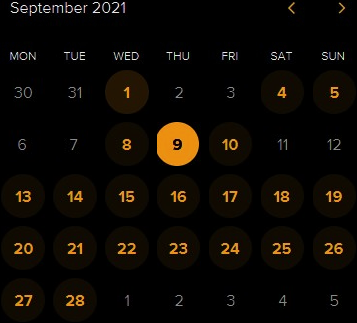 September 2021 < >
MON TUE WED THU FRI SAT SUN
30 31 1 2 3 4 5
6 7 8 9 10 11 12
13 14 15 16 17 18 19
20 21 22 23 24 25 26
27 28 1 2 3 4 5